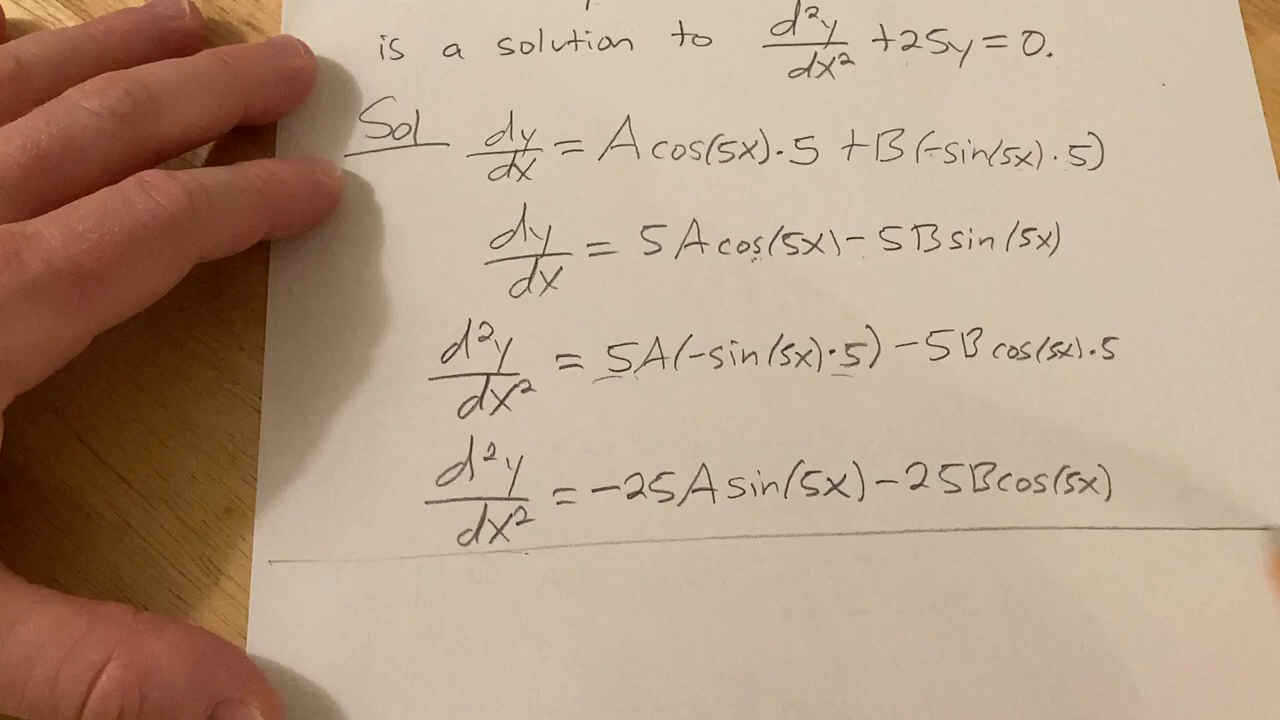 is a solution to d²y/dx² +25y=0.
Sol dy/dx = A cos(5x)·5 +B(-sin(5x)·5)
dy/dx = 5A cos(5x)-5B sin(5x)
d²y/dx² = 5A(-sin(5x)·5) -5B cos(5x)·5
d²y/dx² = -25A sin(5x)-25B cos(5x)